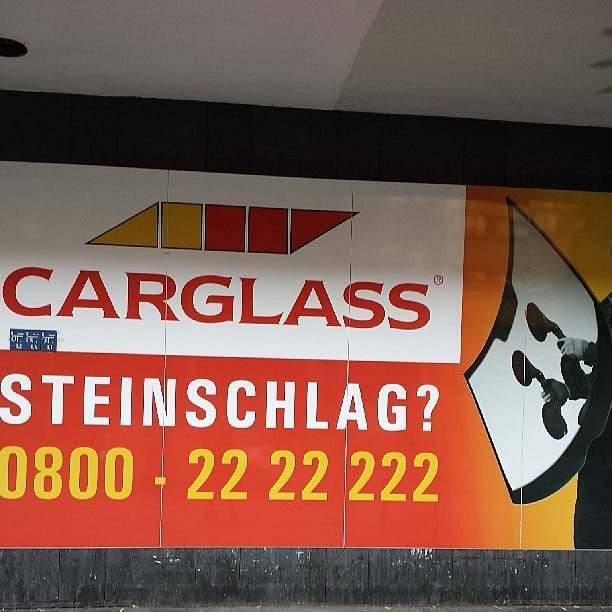 CARGLASS®
STEINSCHLAG?
0800 - 22 22 222